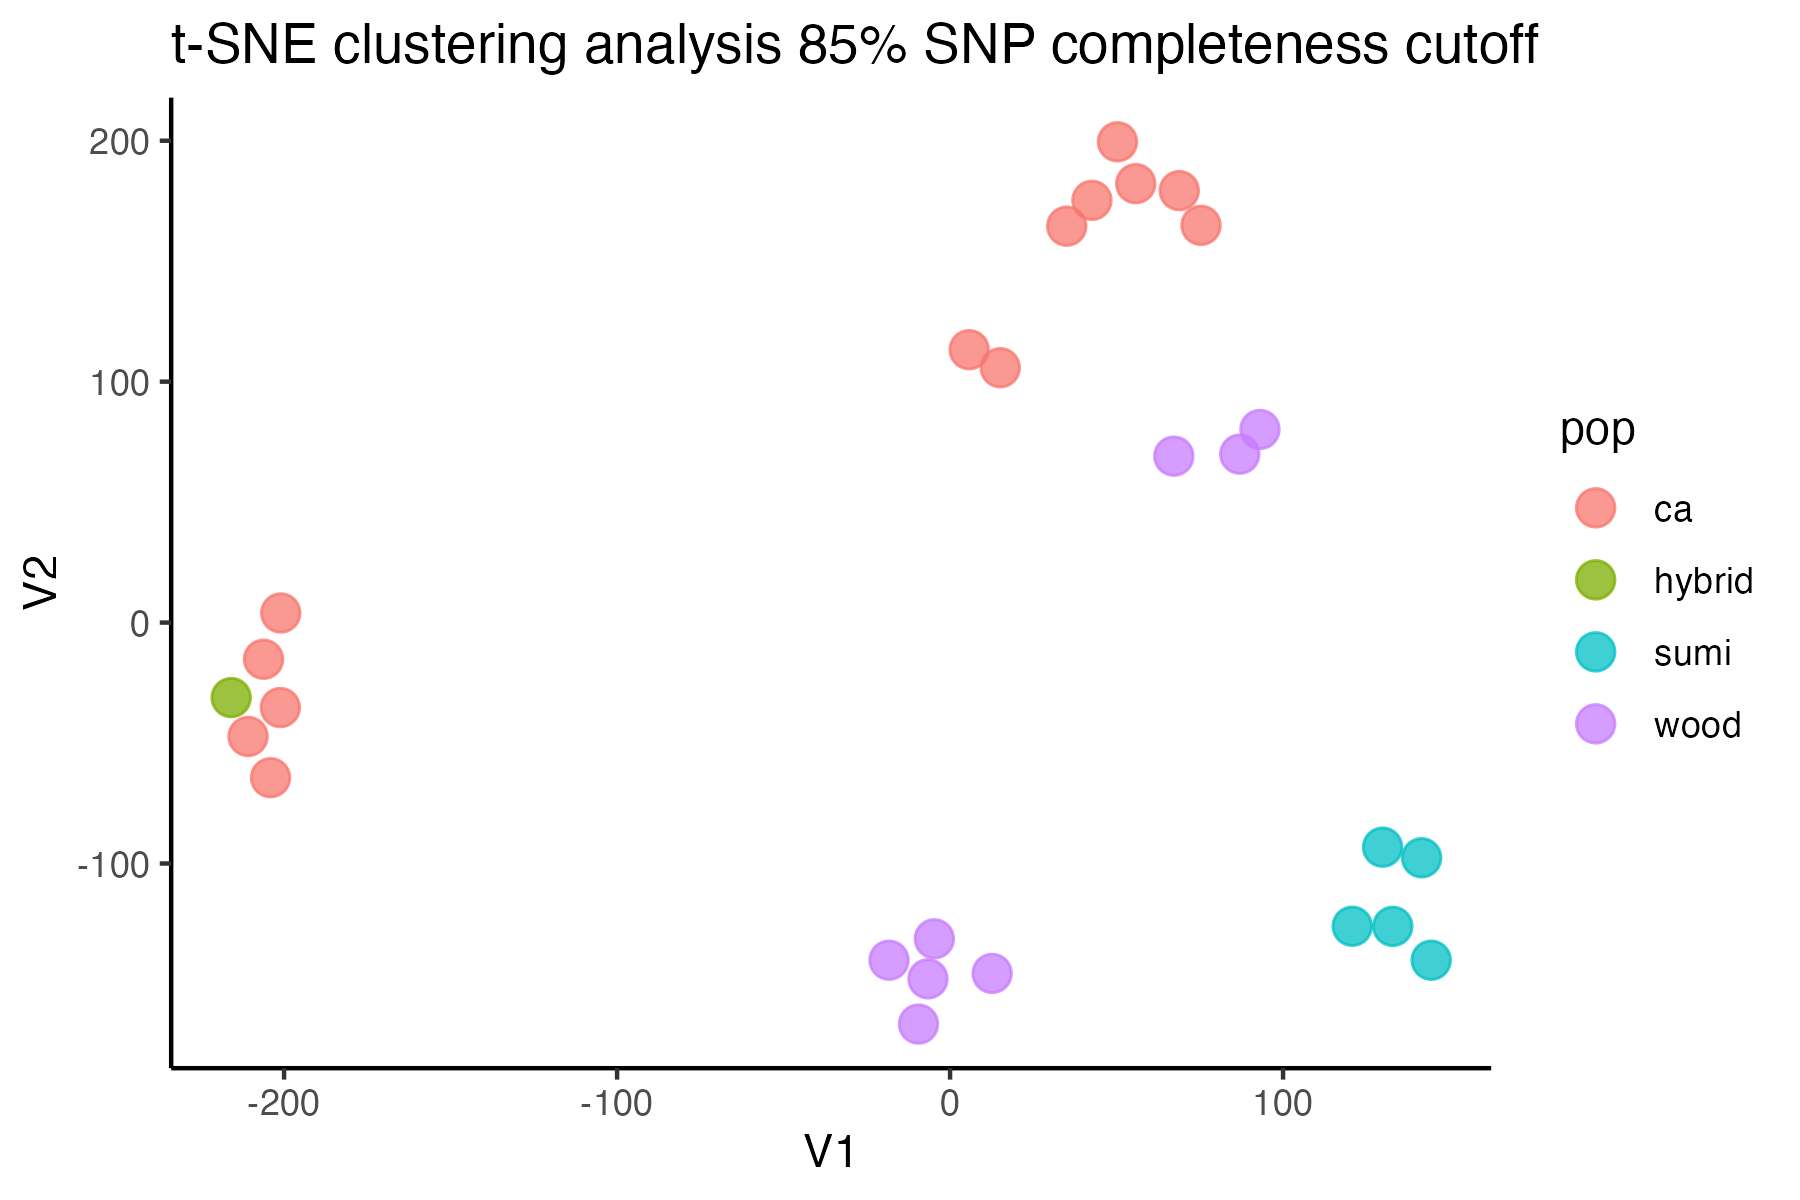 t-SNE clustering analysis 85% SNP completeness cutoff
200
100
0
-100
V2
-200
-100
0
100
V1
pop
ca
hybrid
sumi
wood